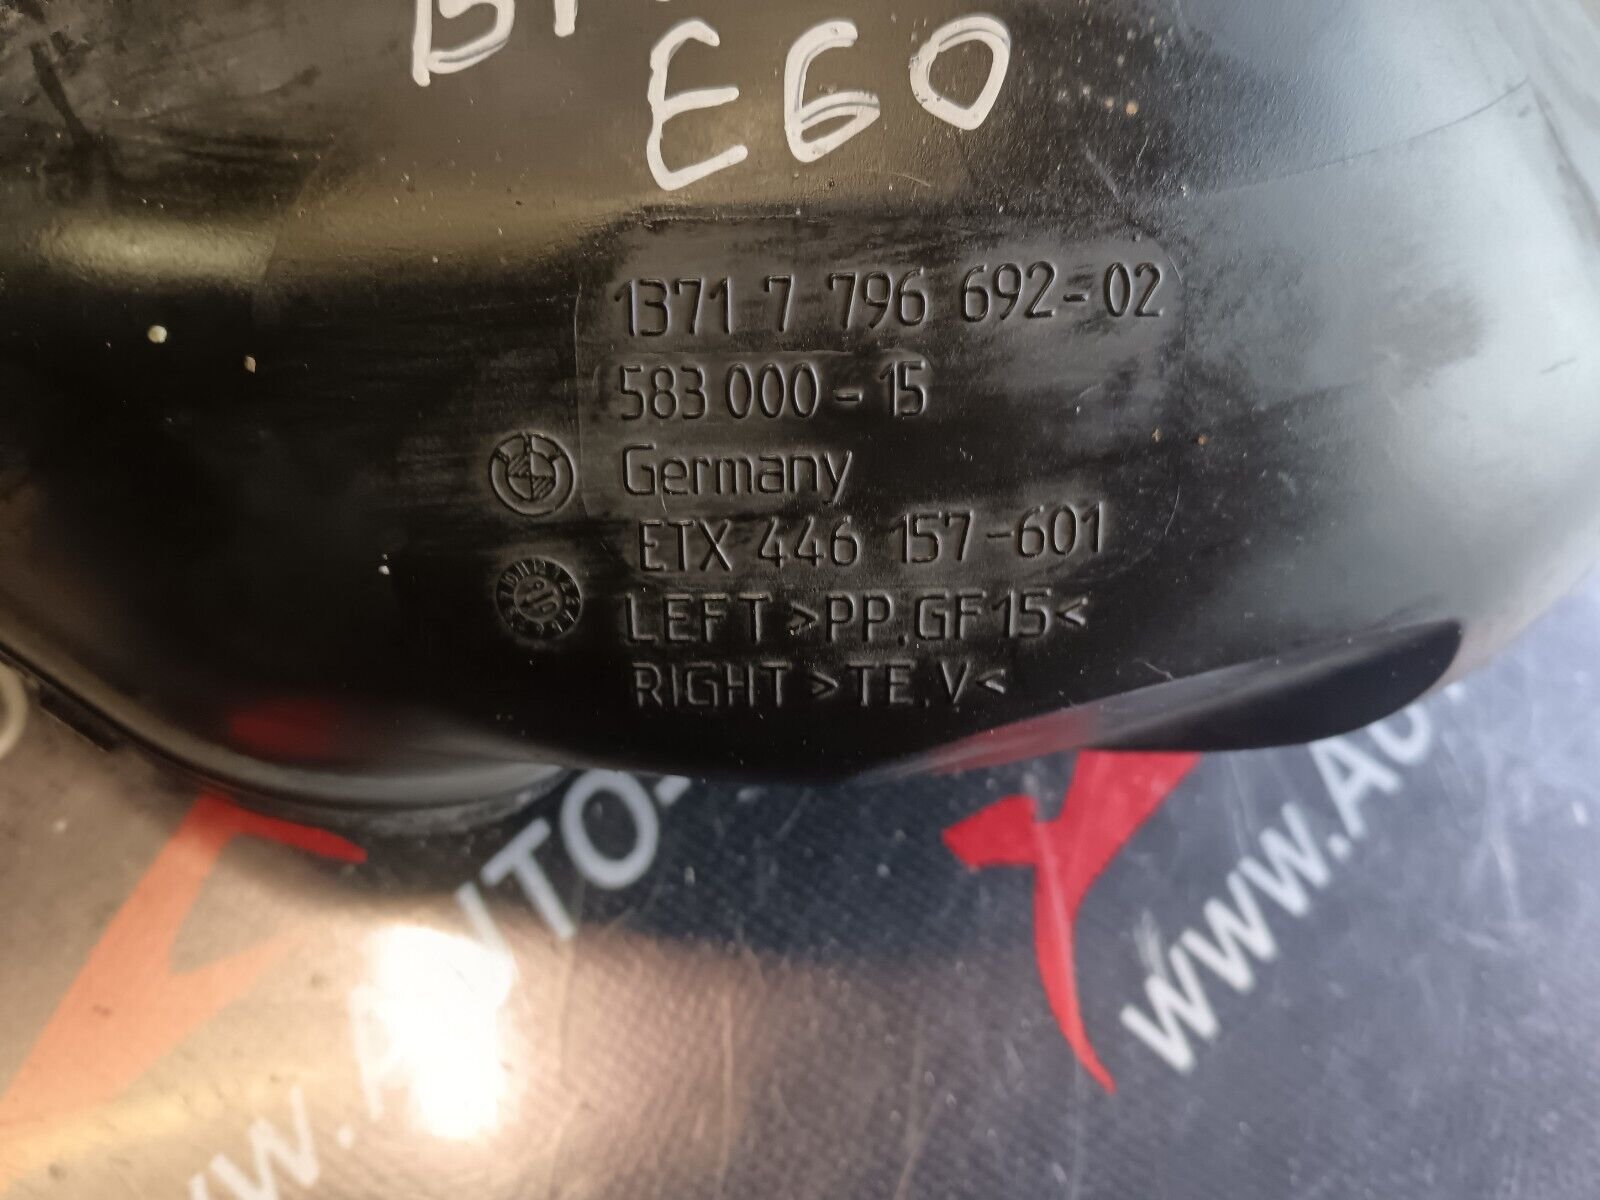 E60
1371 7 796 692-02
583 000-15
Germany
ETX 446 157-601
LEFT >PP.GF15<
RIGHT >TE.V<